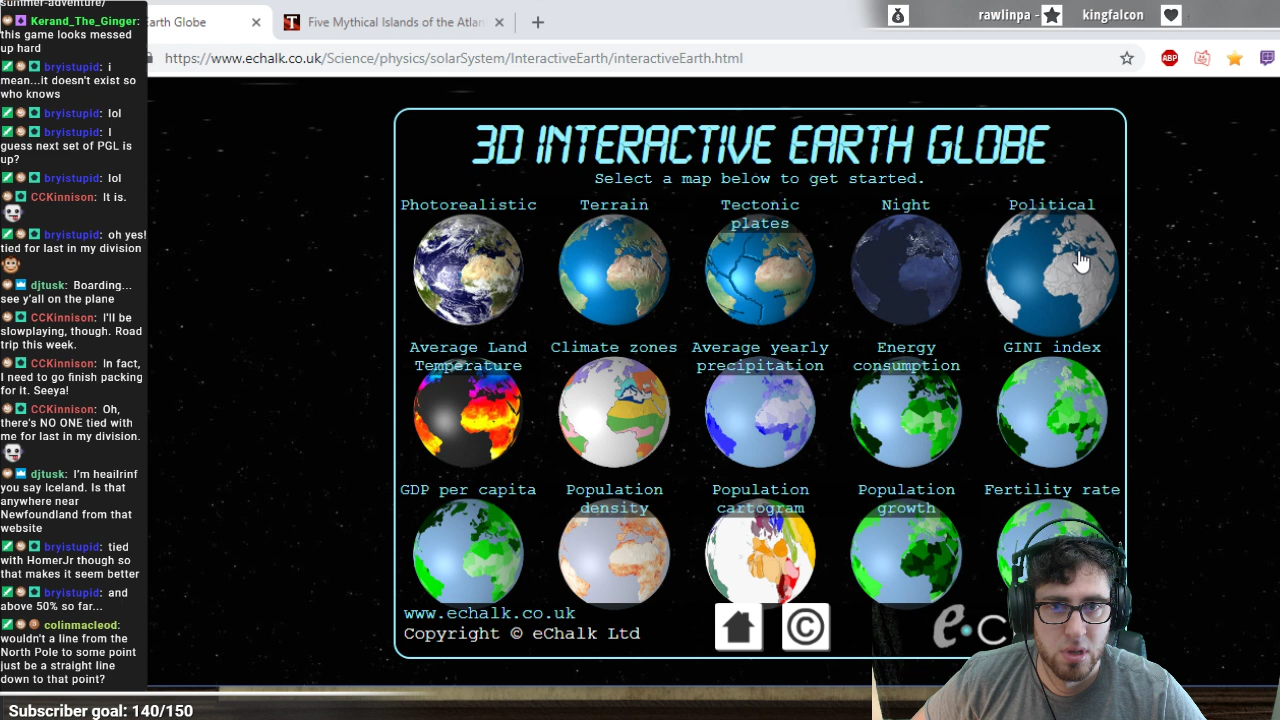 summer-adventure/
Kerand_The_Ginger:
this game looks messed
up hard
bryistupid: i
mean...it doesn't exist so
who knows
bryistupid: lol
bryistupid: I
guess next set of PGL is
up?
bryistupid: lol
CCKinnison: It is.
bryistupid: oh yes!
tied for last in my division
djtusk: Boarding...
see y'all on the plane
CCKinnison: I'll be
slowplaying, though. Road
trip this week.
CCKinnison: In fact,
I need to go finish packing
for it. Seeya!
CCKinnison: Oh,
there's NO ONE tied with
me for last in my division.
djtusk: I'm heailrinf
you say Iceland. Is that
anywhere near
Newfoundland from that
website
bryistupid: tied
with HomerJr though so
that makes it seem better
bryistupid: and
above 50% so far...
colinmacleod:
wouldn't a line from the
North Pole to some point
just be a straight line
down to that point?
Subscriber goal: 140/150
Earth Globe
Five Mythical Islands of the Atlan
rawlinpa
kingfalcon
https://www.echalk.co.uk/Science/physics/solarSystem/InteractiveEarth/interactiveEarth.html
ABP
3D INTERACTIVE EARTH GLOBE
Select a map below to get started.
Photorealistic
Terrain
Tectonic
plates
Night
Political
Average Land
Temperature
Climate zones
Average yearly
precipitation
Energy
consumption
GINI index
GDP per capita
Population
density
Population
cartogram
Population
growth
Fertility rate
www.echalk.co.uk
Copyright © eChalk Ltd
©
e·c